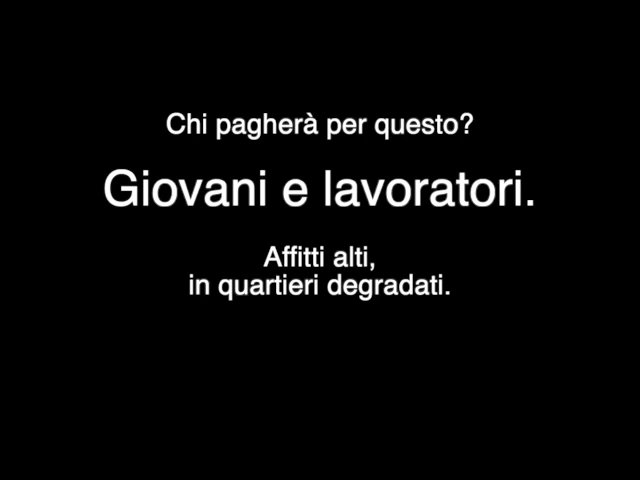 Chi pagherà per questo?
Giovani e lavoratori.
Affitti alti,
in quartieri degradati.